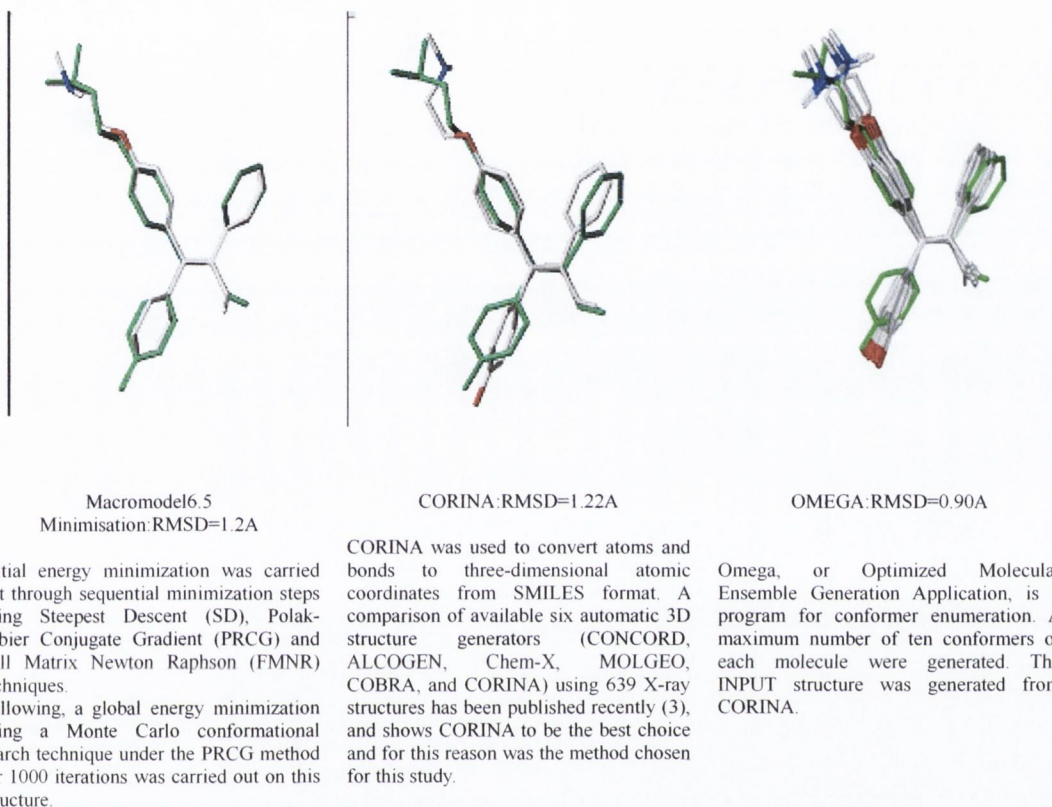 Macromodel6.5
Minimisation:RMSD=1.2A
tial energy minimization was carried
t through sequential minimization steps
ing Steepest Descent (SD), Polak-
bier Conjugate Gradient (PRCG) and
ll Matrix Newton Raphson (FMNR)
chniques.
llowing, a global energy minimization
ing a Monte Carlo conformational
arch technique under the PRCG method
r 1000 iterations was carried out on this
ucture.
CORINA:RMSD=1.22A
CORINA was used to convert atoms and
bonds to three-dimensional atomic
coordinates from SMILES format. A
comparison of available six automatic 3D
structure generators (CONCORD,
ALCOGEN, Chem-X, MOLGEO,
COBRA, and CORINA) using 639 X-ray
structures has been published recently (3),
and shows CORINA to be the best choice
and for this reason was the method chosen
for this study.
OMEGA:RMSD=0.90A
Omega, or Optimized Molecula
Ensemble Generation Application, is
program for conformer enumeration. A
maximum number of ten conformers o
each molecule were generated. Th
INPUT structure was generated from
CORINA.